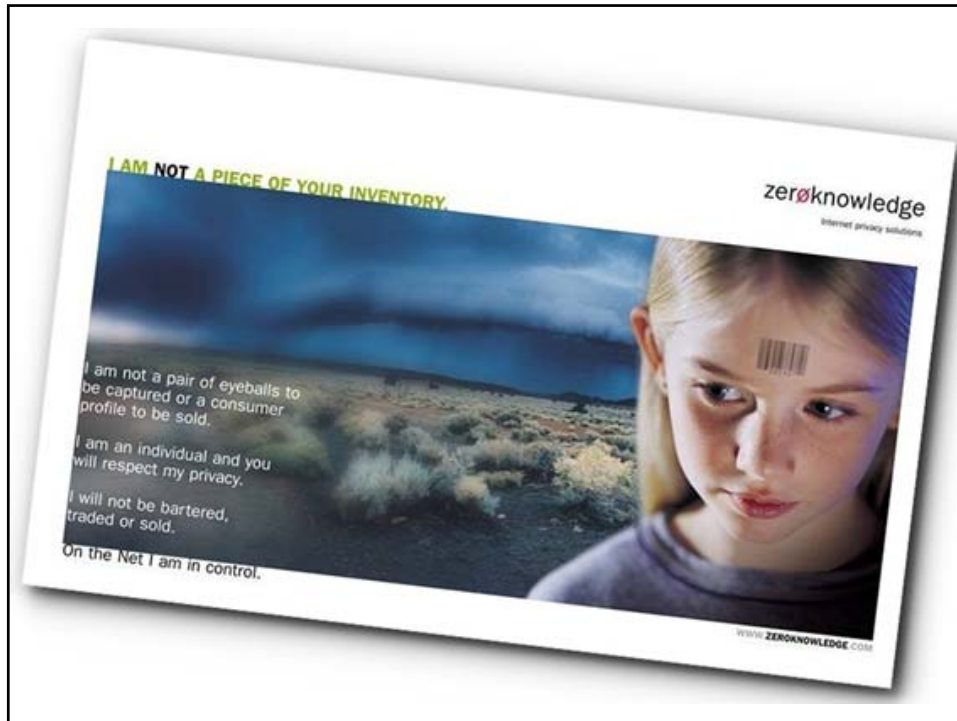 I AM NOT A PIECE OF YOUR INVENTORY.
zerøknowledge
Internet privacy solutions
I am not a pair of eyeballs to
be captured or a consumer
profile to be sold.
I am an individual and you
will respect my privacy.
I will not be bartered,
traded or sold.
On the Net I am in control.
WWW.ZEROKNOWLEDGE.COM